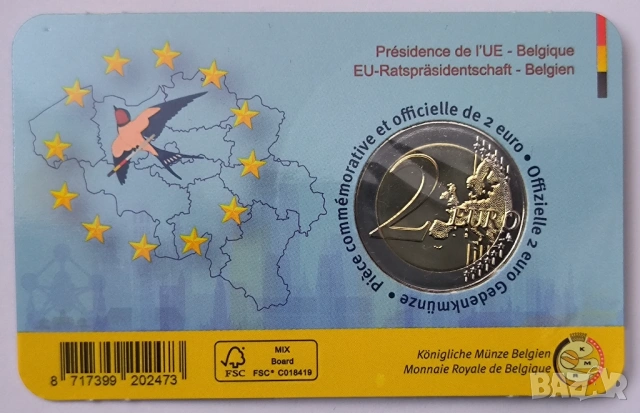 Présidence de l'UE - Belgique
EU-Ratspräsidentschaft - Belgien
Pièce commémorative et officielle de 2 euro •
Offizielle 2 euro Gedenkmünze •
2 EURO
8 717399 202473
FSC
MIX
Board
FSC® C018419
Königliche Münze Belgien
Monnaie Royale de Belgique
K M B R
BAZAR